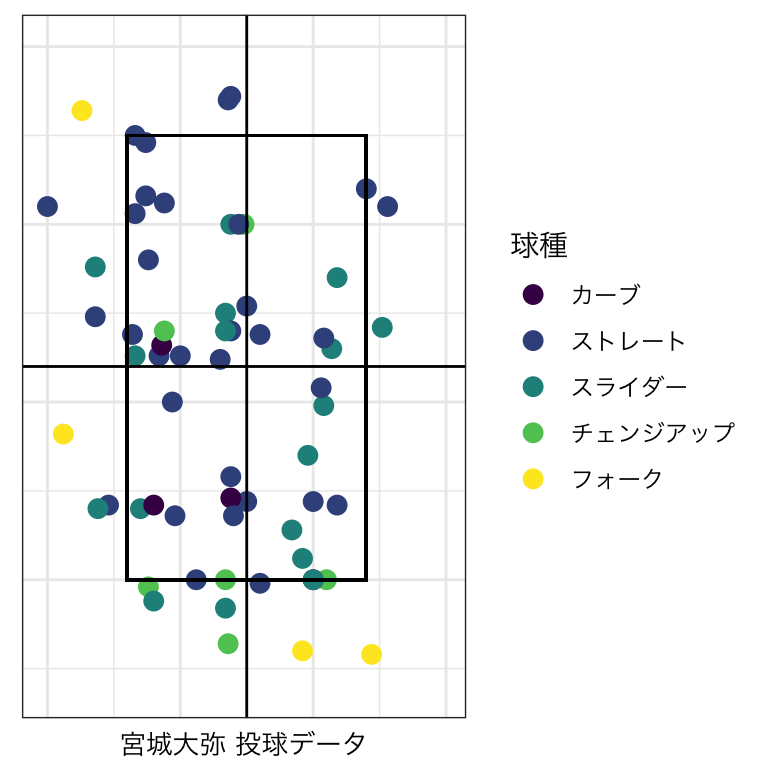 球種
カーブ
ストレート
スライダー
チェンジアップ
フォーク
宮城大弥 投球データ